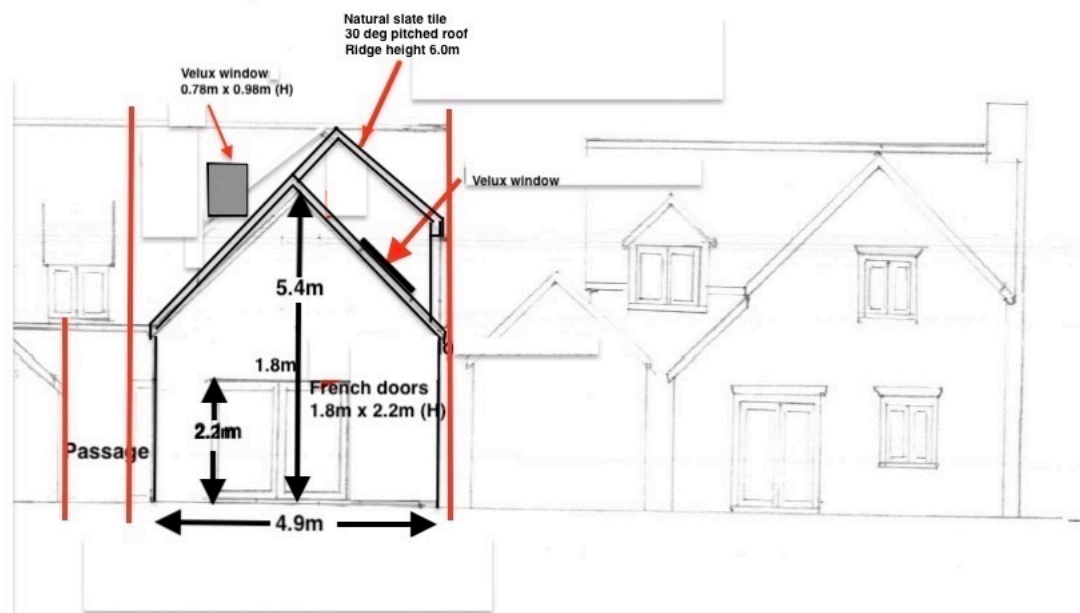 Natural slate tile
30 deg pitched roof
Ridge height 6.0m
Velux window
0.78m x 0.98m (H)
Velux window
5.4m
1.8m
French doors
1.8m x 2.2m (H)
Passage
4.9m